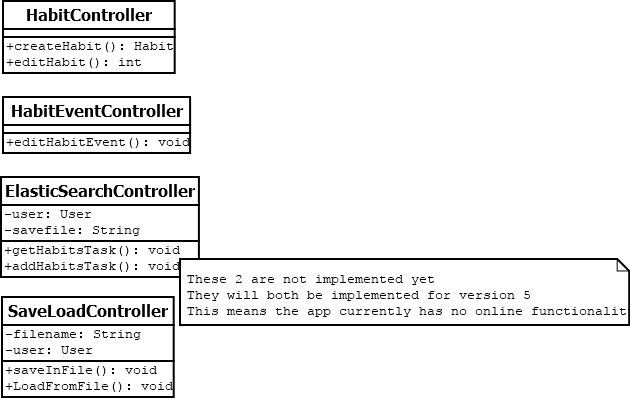 HabitController
+createHabit(): Habit
+editHabit(): int
HabitEventController
+editHabitEvent(): void
ElasticSearchController
-user: User
-savefile: String
+getHabitsTask(): void
+addHabitsTask(): void
These 2 are not implemented yet
They will both be implemented for version 5
This means the app currently has no online functionalit
SaveLoadController
-filename: String
-user: User
+saveInFile(): void
+LoadFromFile(): void